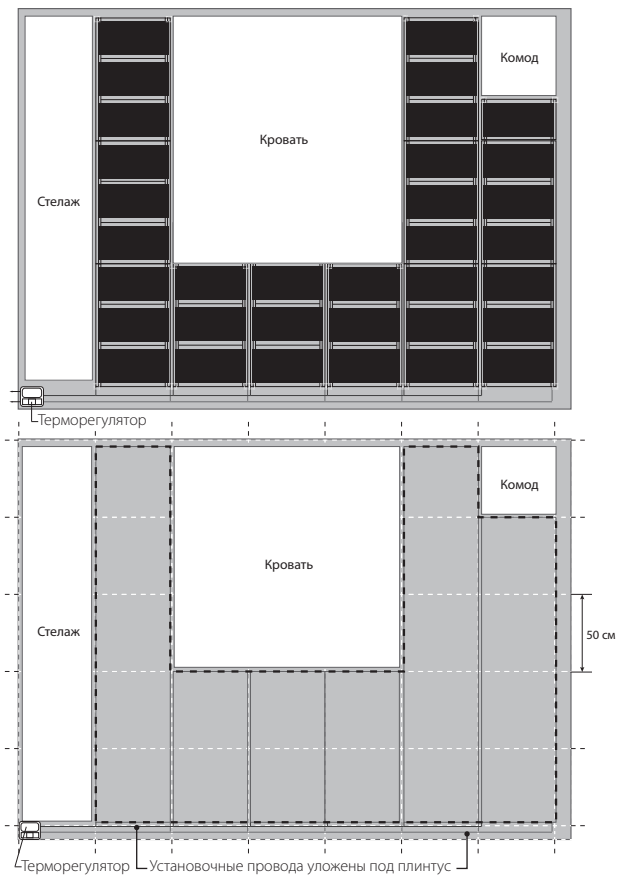 Комод
Кровать
Стелаж
Терморегулятор
Комод
Кровать
Стелаж
50 см
Терморегулятор
Установочные провода уложены под плинтус